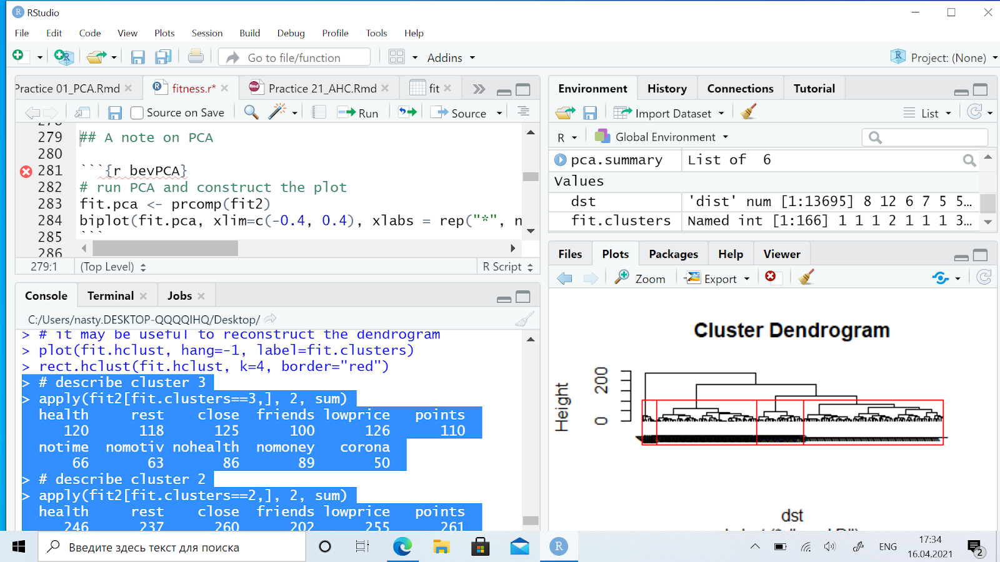 RStudio
File Edit Code View Plots Session Build Debug Profile Tools Help
Go to file/function Addins Project: (None)
Practice 01_PCA.Rmd fitness.r* Practice 21_AHC.Rmd fit
Source on Save Run Source
279 ## A note on PCA
280
281 ```{r bevPCA}
282 # run PCA and construct the plot
283 fit.pca <- prcomp(fit2)
284 biplot(fit.pca, xlim=c(-0.4, 0.4), xlabs = rep("*", n
285 ```
286
279:1 (Top Level) R Script
Console Terminal Jobs
C:/Users/nasty.DESKTOP-QQQQIHQ/Desktop/
> # it may be useful to reconstruct the dendrogram
> plot(fit.hclust, hang=-1, label=fit.clusters)
> rect.hclust(fit.hclust, k=4, border="red")
> # describe cluster 3
> apply(fit2[fit.clusters==3,], 2, sum)
health rest close friends lowprice points
120 118 125 100 126 110
notime nomotiv nohealth nomoney corona
66 63 86 89 50
> # describe cluster 2
> apply(fit2[fit.clusters==2,], 2, sum)
health rest close friends lowprice points
246 237 260 202 255 261
Environment History Connections Tutorial
Import Dataset List
R Global Environment
pca.summary List of 6
Values
dst 'dist' num [1:13695] 8 12 6 7 5 5…
fit.clusters Named int [1:166] 1 1 1 2 1 1 1 3…
Files Plots Packages Help Viewer
Zoom Export
Cluster Dendrogram
Height
0 200
dst
Введите здесь текст для поиска
ENG
17:34
16.04.2021
2